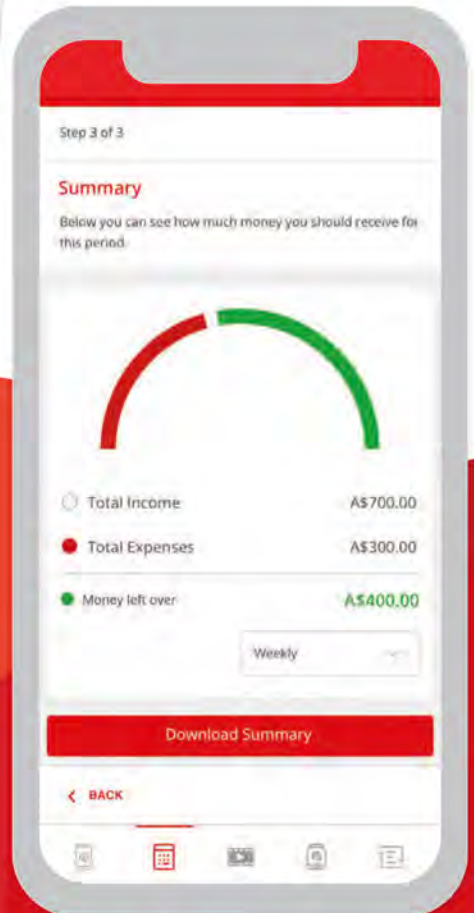 Step 3 of 3
Summary
Below you can see how much money you should receive for
this period.
Total Income A$700.00
Total Expenses A$300.00
Money left over A$400.00
Weekly
Download Summary
BACK